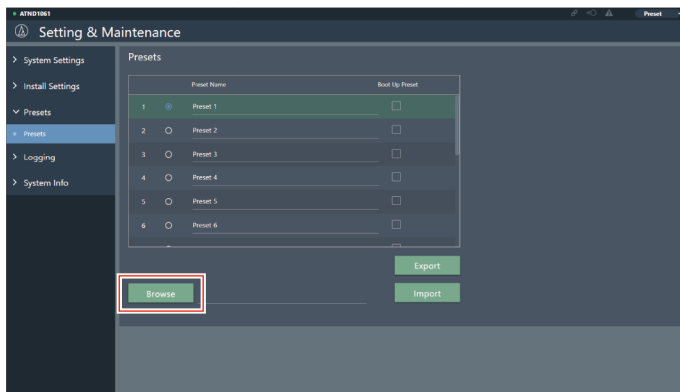 ATND1061
Preset
Setting & Maintenance
System Settings
Install Settings
Presets
Presets
Logging
System Info
Presets
Preset Name Boot Up Preset
1 Preset 1
2 Preset 2
3 Preset 3
4 Preset 4
5 Preset 5
6 Preset 6
Export
Browse
Import